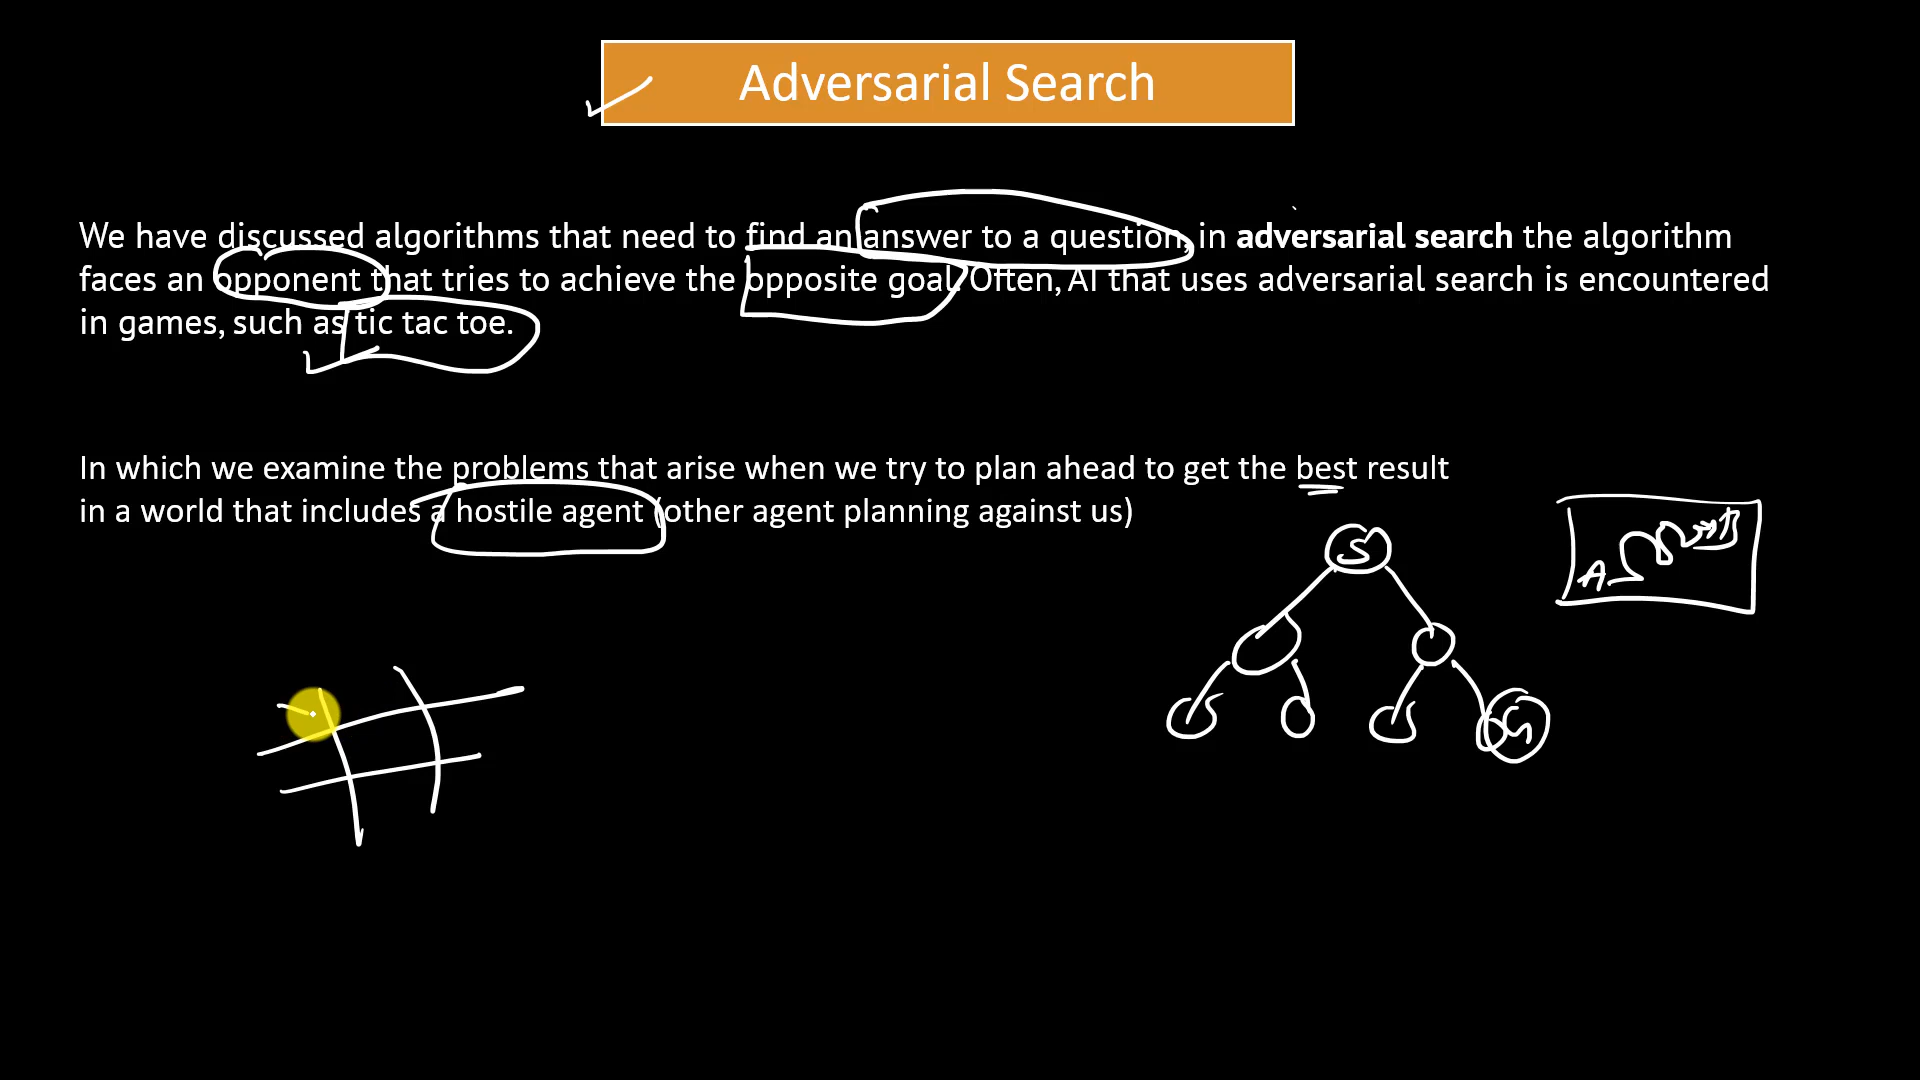 Adversarial Search
We have discussed algorithms that need to find an answer to a question, in adversarial search the algorithm
faces an opponent that tries to achieve the opposite goal. Often, AI that uses adversarial search is encountered
in games, such as tic tac toe.
In which we examine the problems that arise when we try to plan ahead to get the best result
in a world that includes a hostile agent (other agent planning against us)
S
A
G